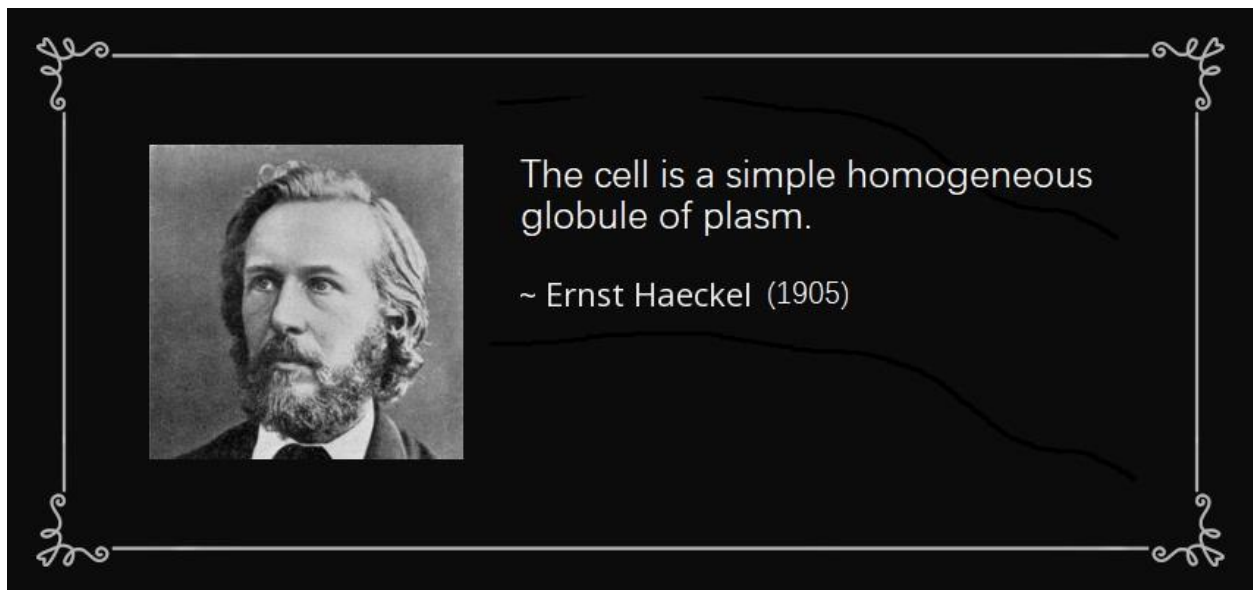 The cell is a simple homogeneous
globule of plasm.
~ Ernst Haeckel (1905)